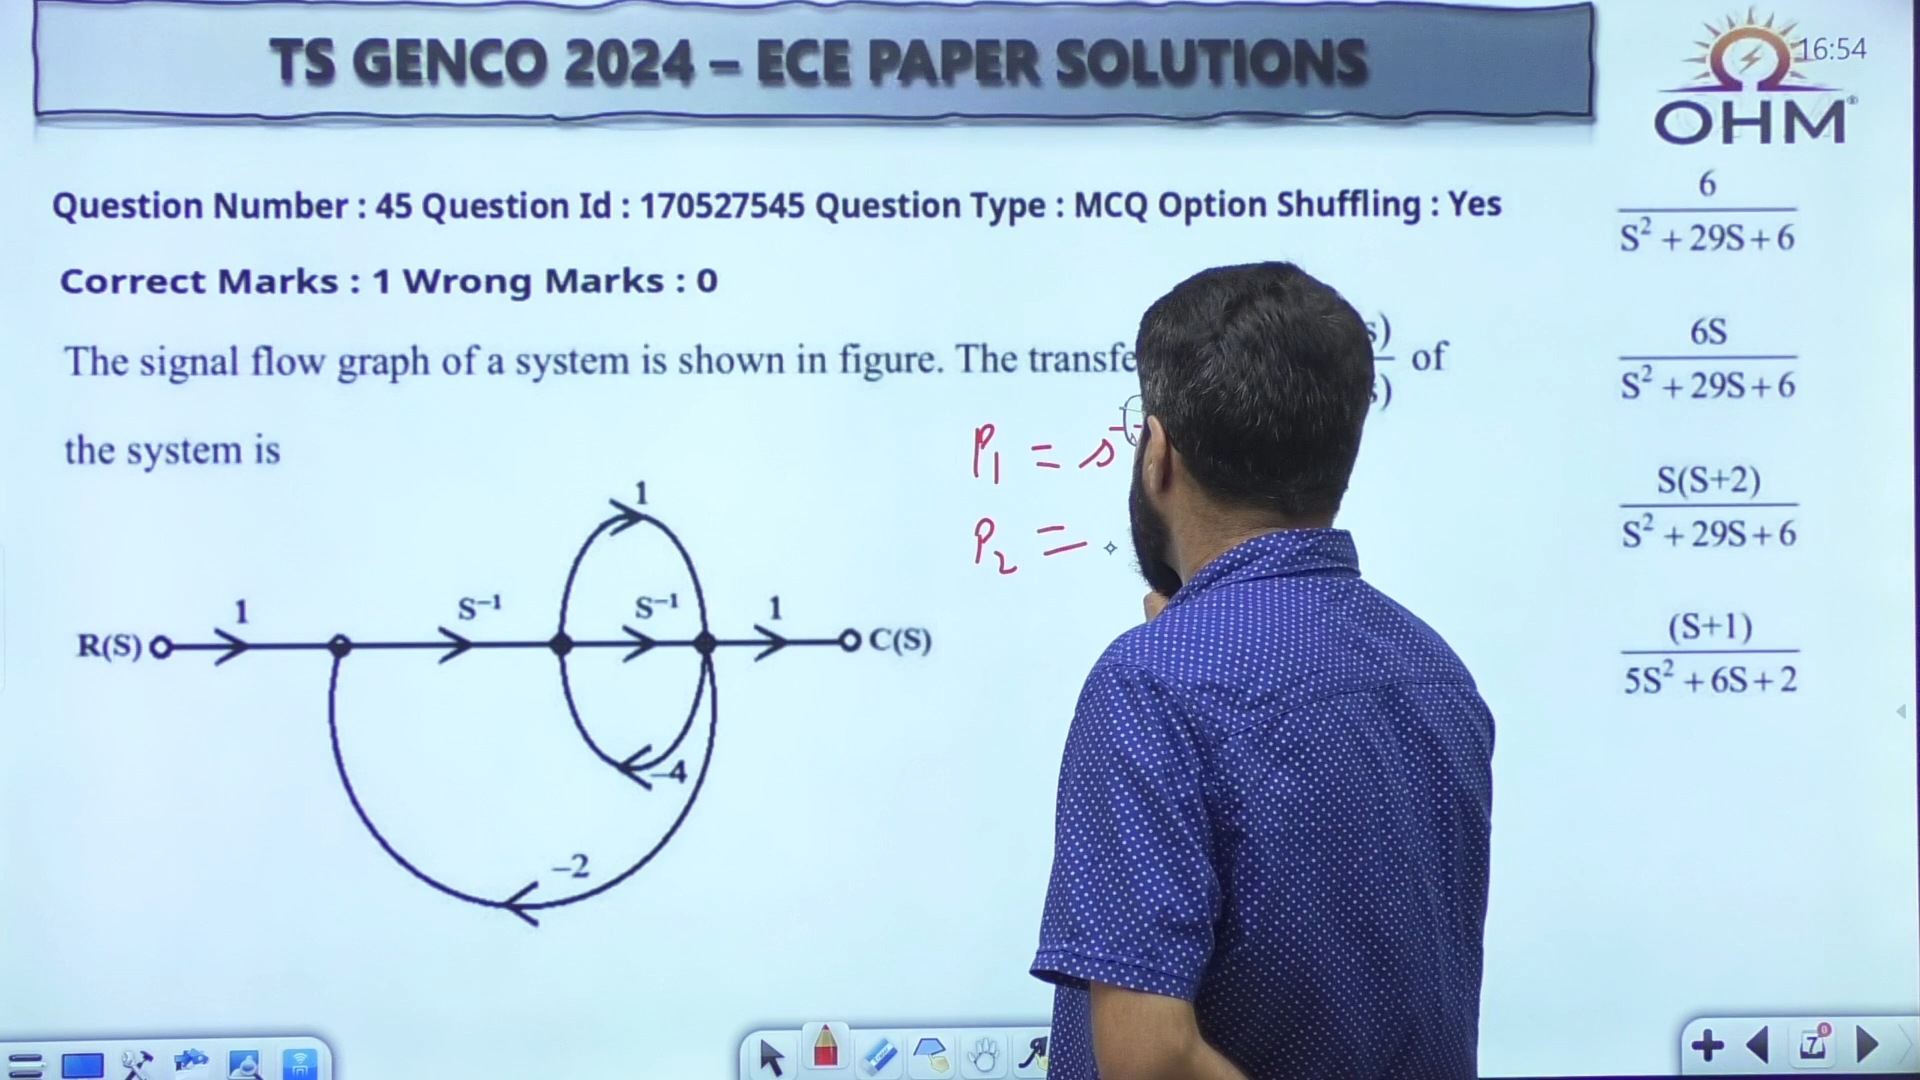 TS GENCO 2024 – ECE PAPER SOLUTIONS
16:54
OHM
Question Number : 45 Question Id : 170527545 Question Type : MCQ Option Shuffling : Yes
Correct Marks : 1 Wrong Marks : 0
The signal flow graph of a system is shown in figure. The of
the system is
P₁ = s
P₂ =
1
1
S⁻¹
S⁻¹
1
R(S)
C(S)
–4
–2
6
S² + 29S + 6
6S
S² + 29S + 6
S(S+2)
S² + 29S + 6
(S+1)
5S² + 6S + 2
7